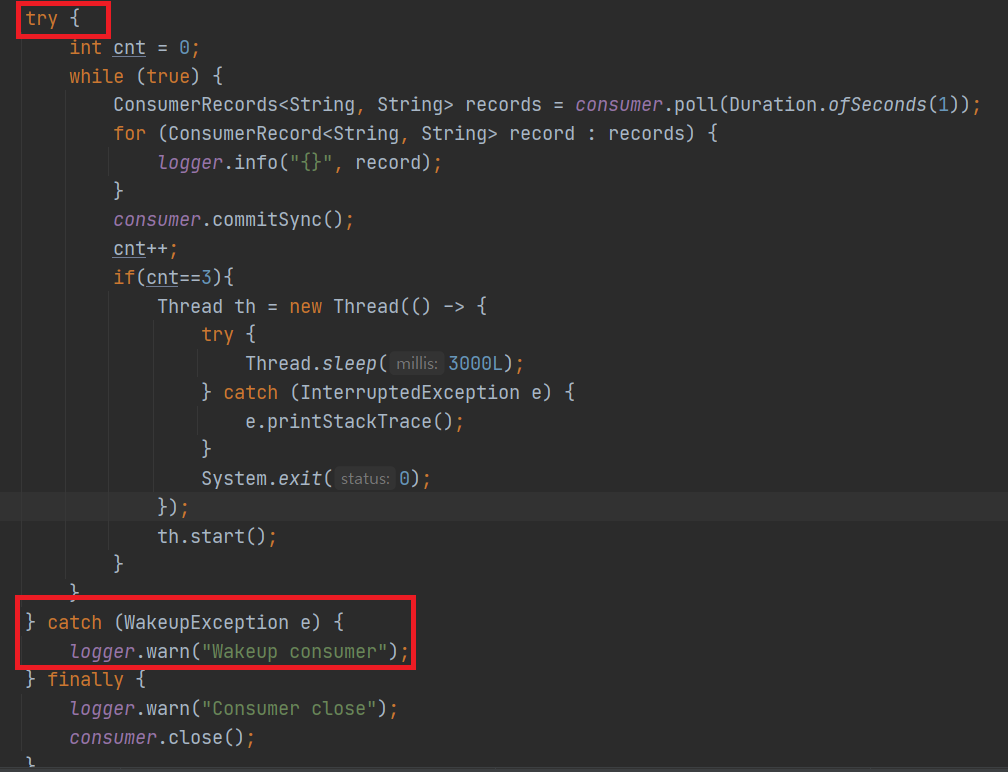 try {
int cnt = 0;
while (true) {
ConsumerRecords<String, String> records = consumer.poll(Duration.ofSeconds(1));
for (ConsumerRecord<String, String> record : records) {
logger.info("{}", record);
}
consumer.commitSync();
cnt++;
if(cnt==3){
Thread th = new Thread(() -> {
try {
Thread.sleep( millis: 3000L);
} catch (InterruptedException e) {
e.printStackTrace();
}
System.exit( status: 0);
});
th.start();
}
}
} catch (WakeupException e) {
logger.warn("Wakeup consumer");
} finally {
logger.warn("Consumer close");
consumer.close();
}